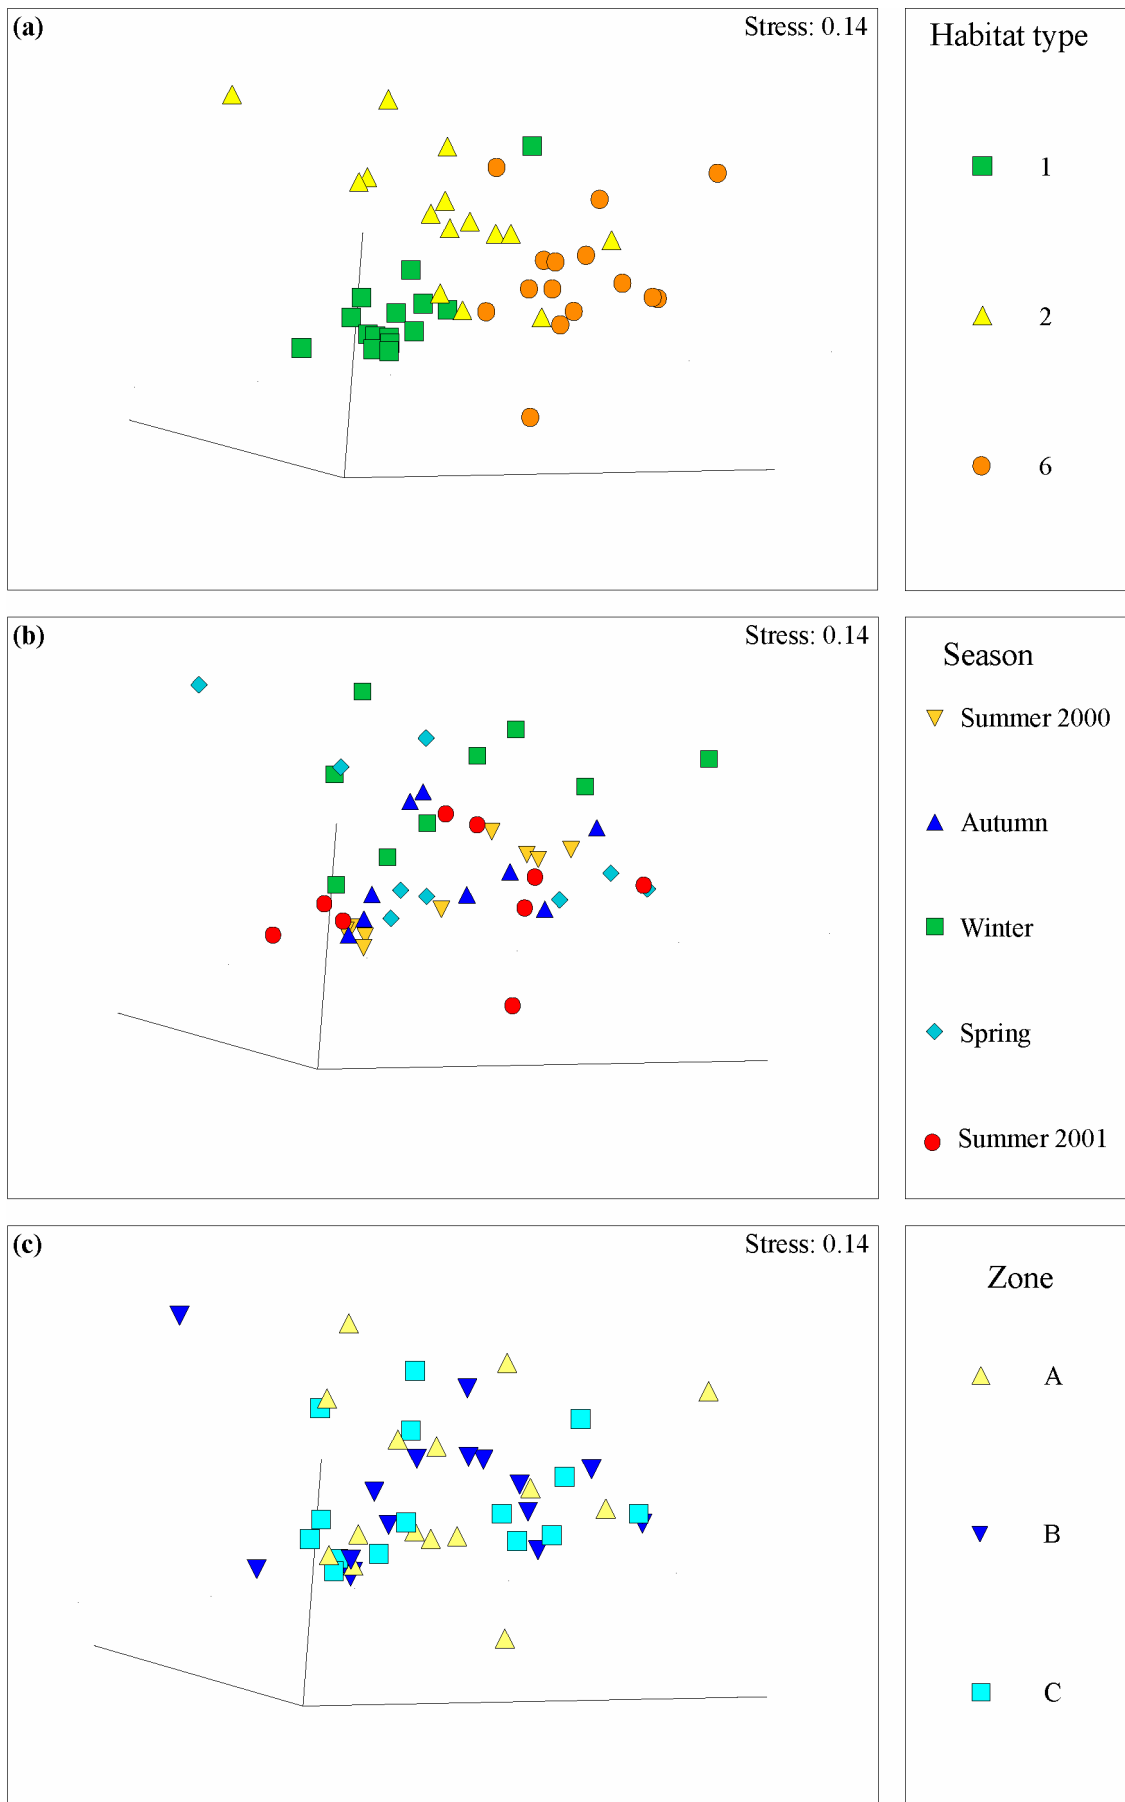 (a)
Stress: 0.14
Habitat type
1
2
6
(b)
Stress: 0.14
Season
Summer 2000
Autumn
Winter
Spring
Summer 2001
(c)
Stress: 0.14
Zone
A
B
C